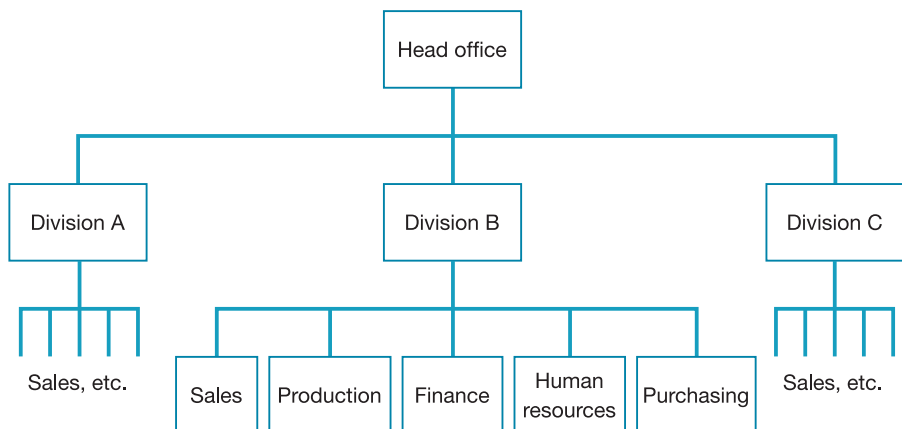 Head office
Division A
Division B
Division C
Sales, etc.
Sales
Production
Finance
Human
resources
Purchasing
Sales, etc.